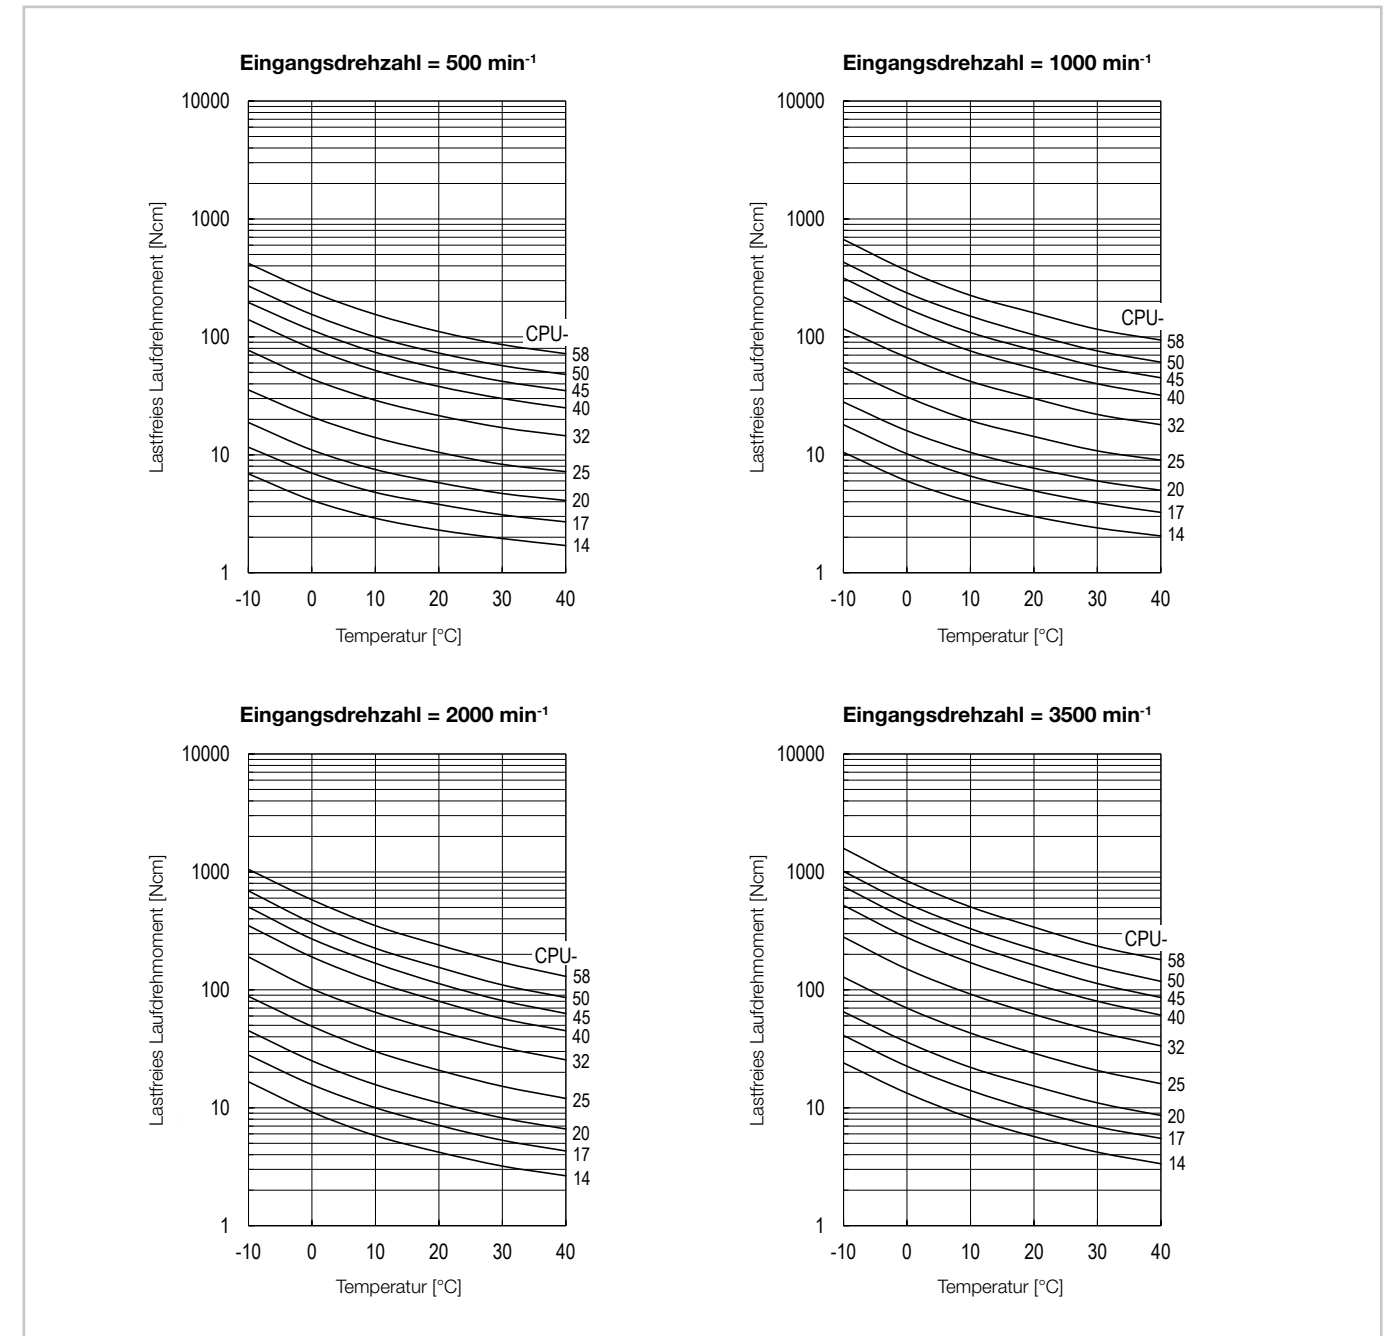 Eingangsdrehzahl = 500 min-1
10000
1000
100
10
1
Lastfreies Laufdrehmoment [Ncm]
CPU-
58
50
45
40
32
25
20
17
14
-10 0 10 20 30 40
Temperatur [°C]
Eingangsdrehzahl = 1000 min-1
10000
1000
100
10
1
Lastfreies Laufdrehmoment [Ncm]
CPU-
58
50
45
40
32
25
20
17
14
-10 0 10 20 30 40
Temperatur [°C]
Eingangsdrehzahl = 2000 min-1
10000
1000
100
10
1
Lastfreies Laufdrehmoment [Ncm]
CPU-
58
50
45
40
32
25
20
17
14
-10 0 10 20 30 40
Temperatur [°C]
Eingangsdrehzahl = 3500 min-1
10000
1000
100
10
1
Lastfreies Laufdrehmoment [Ncm]
CPU-
58
50
45
40
32
25
20
17
14
-10 0 10 20 30 40
Temperatur [°C]